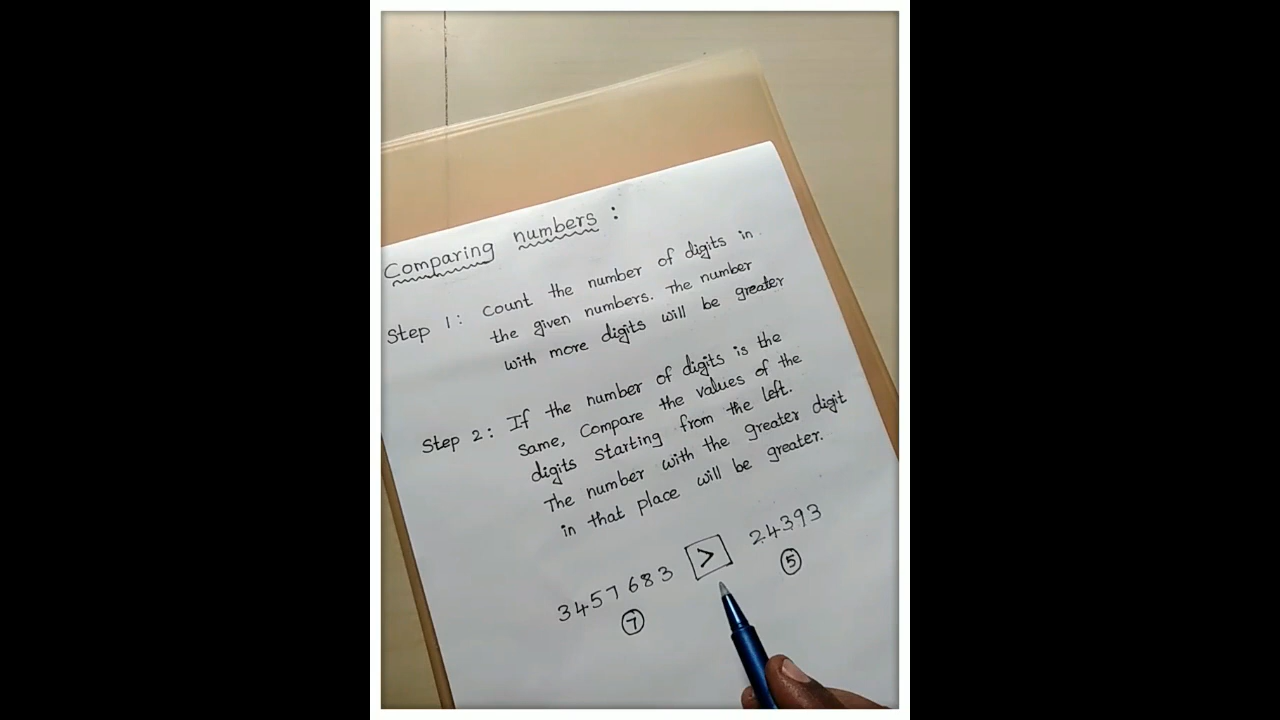 Comparing numbers :
Step 1 : Count the number of digits in
the given numbers. The number
with more digits will be greater
Step 2 : If the number of digits is the
same, Compare the values of the
digits Starting from the left.
The number with the greater digit
in that place will be greater.
3457683 > 24393
7 5